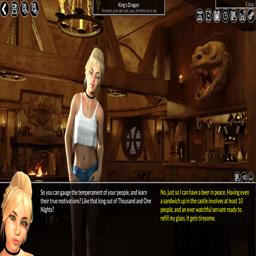 King's Dragon
So you can gauge the temperament of your people, and learn
their true motivations? Like that king out of Thousand and One
Nights?
No, just so I can have a beer in peace. Having even
a sandwich up in the castle involves at least 10
people, and an ever watchful servant ready to
refill my glass. It gets tiresome.